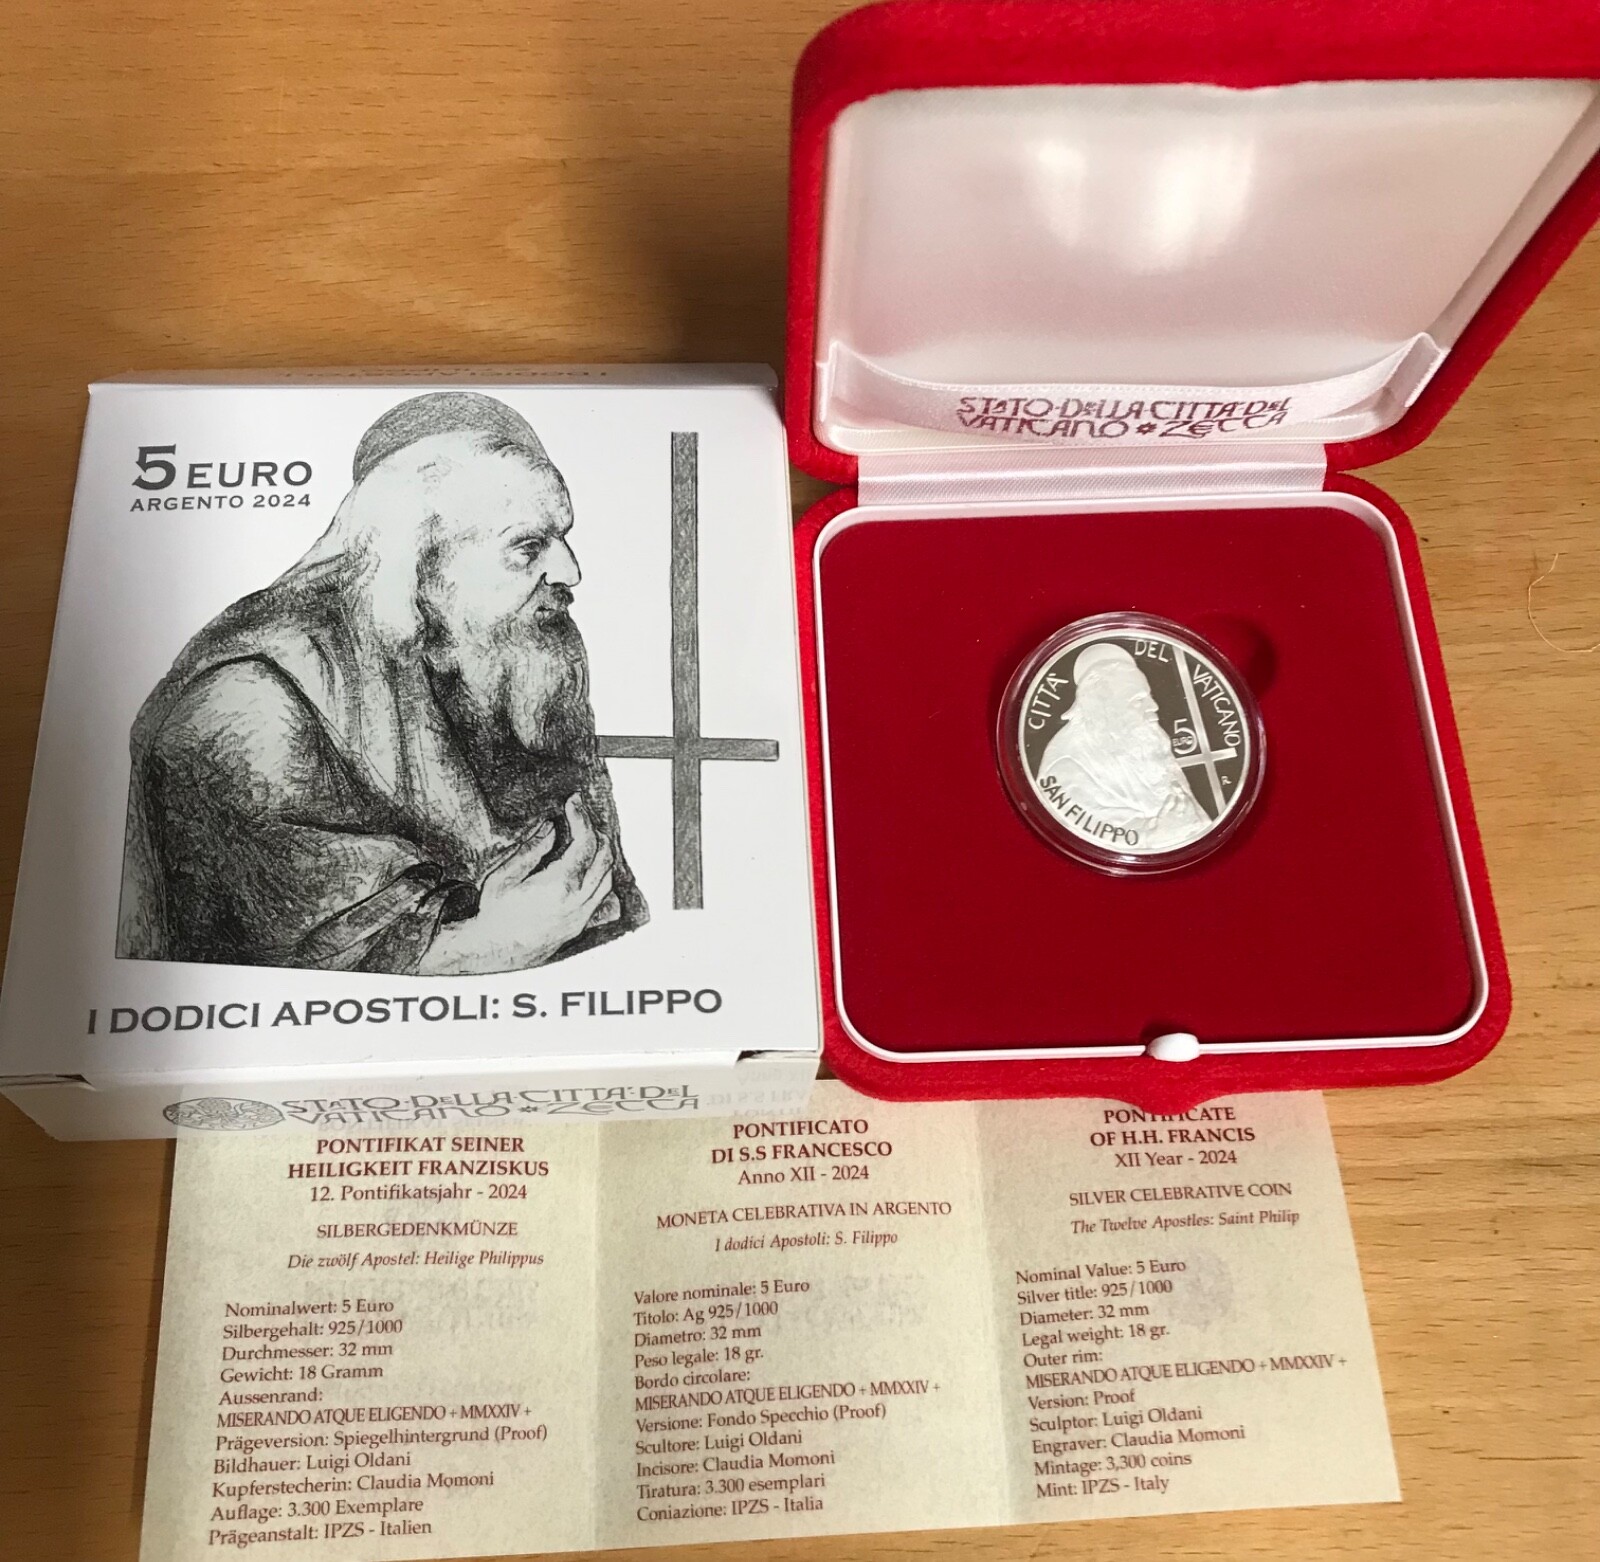 5 EURO
ARGENTO 2024
I DODICI APOSTOLI: S. FILIPPO
STATO·DELLA·CITTA'·DEL
VATICANO * ZECCA
STATO·DELLA·CITTA'·DEL
VATICANO * ZECCA
CITTA' DEL VATICANO
5
EURO
SAN FILIPPO
PONTIFIKAT SEINER
HEILIGKEIT FRANZISKUS
12. Pontifikatsjahr - 2024
SILBERGEDENKMÜNZE
Die zwölf Apostel: Heilige Philippus
Nominalwert: 5 Euro
Silbergehalt: 925/1000
Durchmesser: 32 mm
Gewicht: 18 Gramm
Aussenrand:
MISERANDO ATQUE ELIGENDO + MMXXIV +
Prägeversion: Spiegelhintergrund (Proof)
Bildhauer: Luigi Oldani
Kupferstecherin: Claudia Momoni
Auflage: 3.300 Exemplare
Prägeanstalt: IPZS - Italien
PONTIFICATO
DI S.S FRANCESCO
Anno XII - 2024
MONETA CELEBRATIVA IN ARGENTO
I dodici Apostoli: S. Filippo
Valore nominale: 5 Euro
Titolo: Ag 925/1000
Diametro: 32 mm
Peso legale: 18 gr.
Bordo circolare:
MISERANDO ATQUE ELIGENDO + MMXXIV +
Versione: Fondo Specchio (Proof)
Scultore: Luigi Oldani
Incisore: Claudia Momoni
Tiratura: 3.300 esemplari
Coniazione: IPZS - Italia
PONTIFICATE
OF H.H. FRANCIS
XII Year - 2024
SILVER CELEBRATIVE COIN
The Twelve Apostles: Saint Philip
Nominal Value: 5 Euro
Silver title: 925/1000
Diameter: 32 mm
Legal weight: 18 gr.
Outer rim:
MISERANDO ATQUE ELIGENDO + MMXXIV +
Version: Proof
Sculptor: Luigi Oldani
Engraver: Claudia Momoni
Mintage: 3,300 coins
Mint: IPZS - Italy